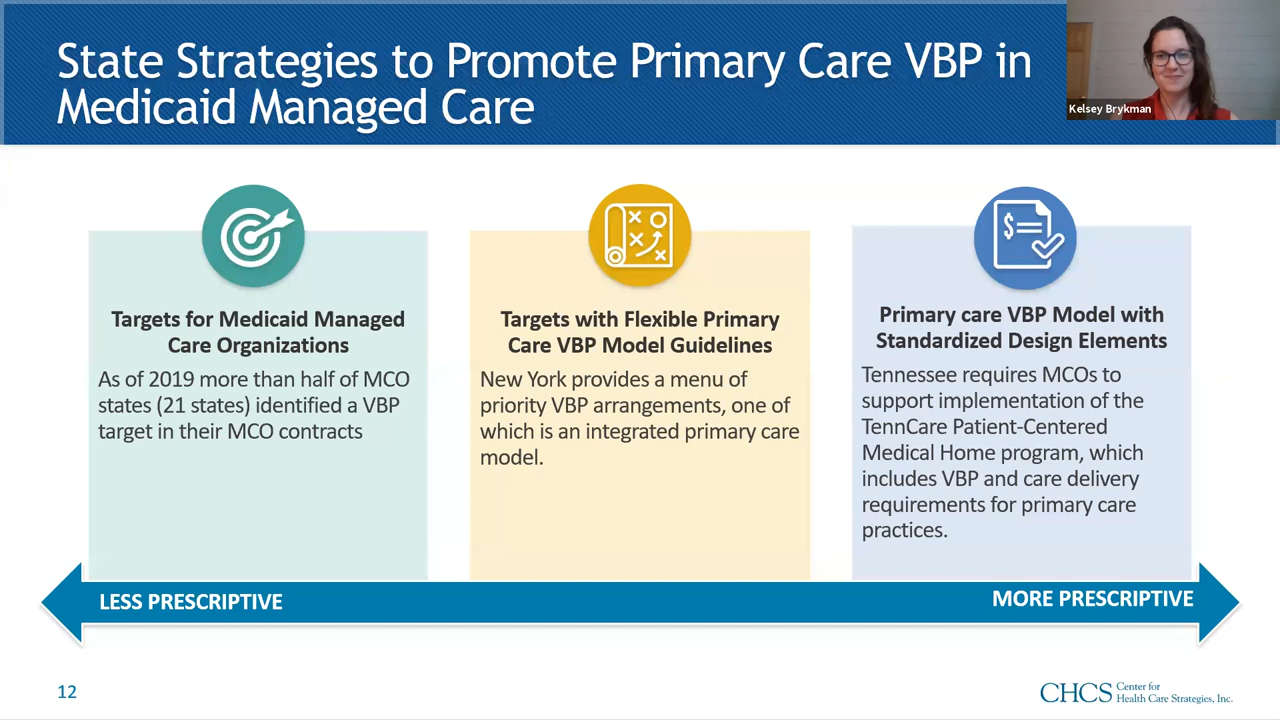 State Strategies to Promote Primary Care VBP in
Medicaid Managed Care
Kelsey Brykman
Targets for Medicaid Managed
Care Organizations
As of 2019 more than half of MCO
states (21 states) identified a VBP
target in their MCO contracts
Targets with Flexible Primary
Care VBP Model Guidelines
New York provides a menu of
priority VBP arrangements, one of
which is an integrated primary care
model.
$
Primary care VBP Model with
Standardized Design Elements
Tennessee requires MCOs to
support implementation of the
TennCare Patient-Centered
Medical Home program, which
includes VBP and care delivery
requirements for primary care
practices.
LESS PRESCRIPTIVE
MORE PRESCRIPTIVE
12
CHCS Center for
Health Care Strategies, Inc.